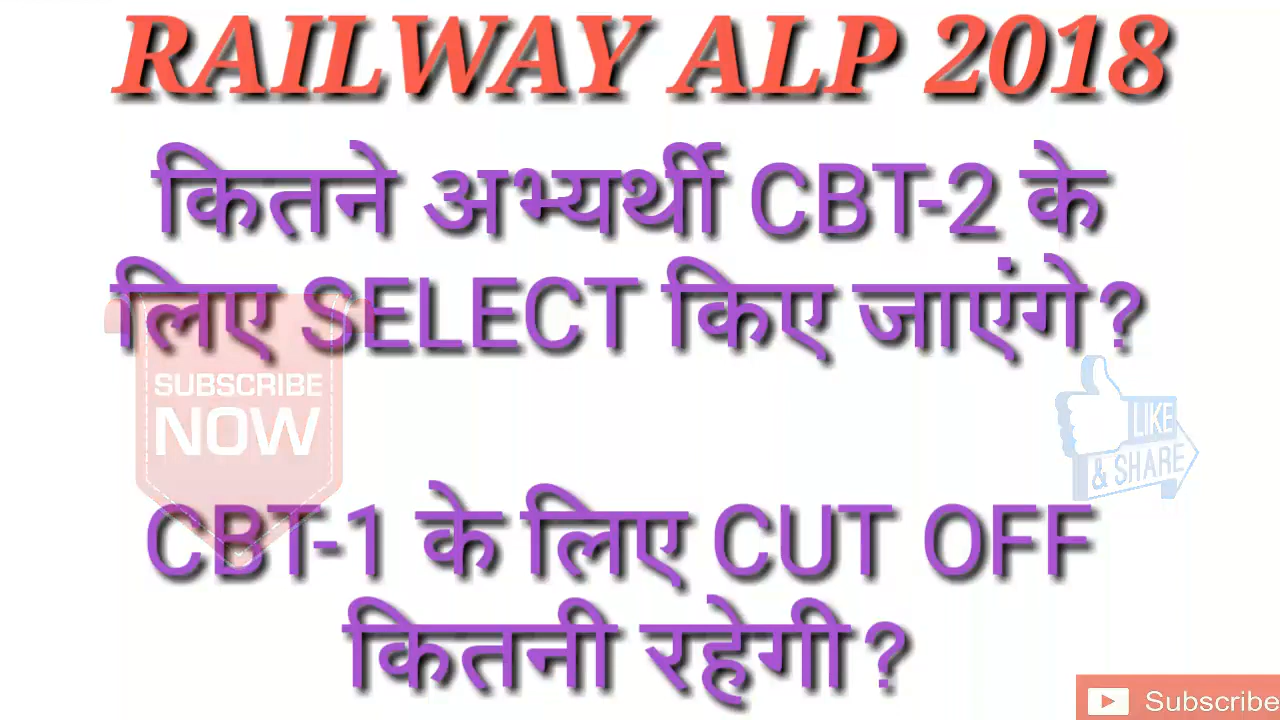 RAILWAY ALP 2018
कितने अभ्यर्थी CBT-2 के
लिए SELECT किए जाएंगे?
SUBSCRIBE
NOW
LIKE
& SHARE
CBT-1 के लिए CUT OFF
कितनी रहेगी?
Subscribe